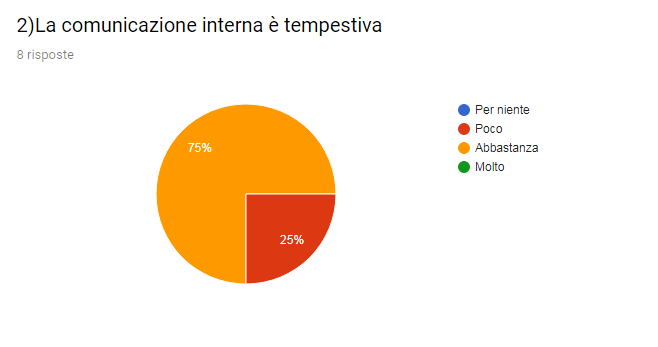 2)La comunicazione interna è tempestiva
8 risposte
75%
25%
Per niente
Poco
Abbastanza
Molto